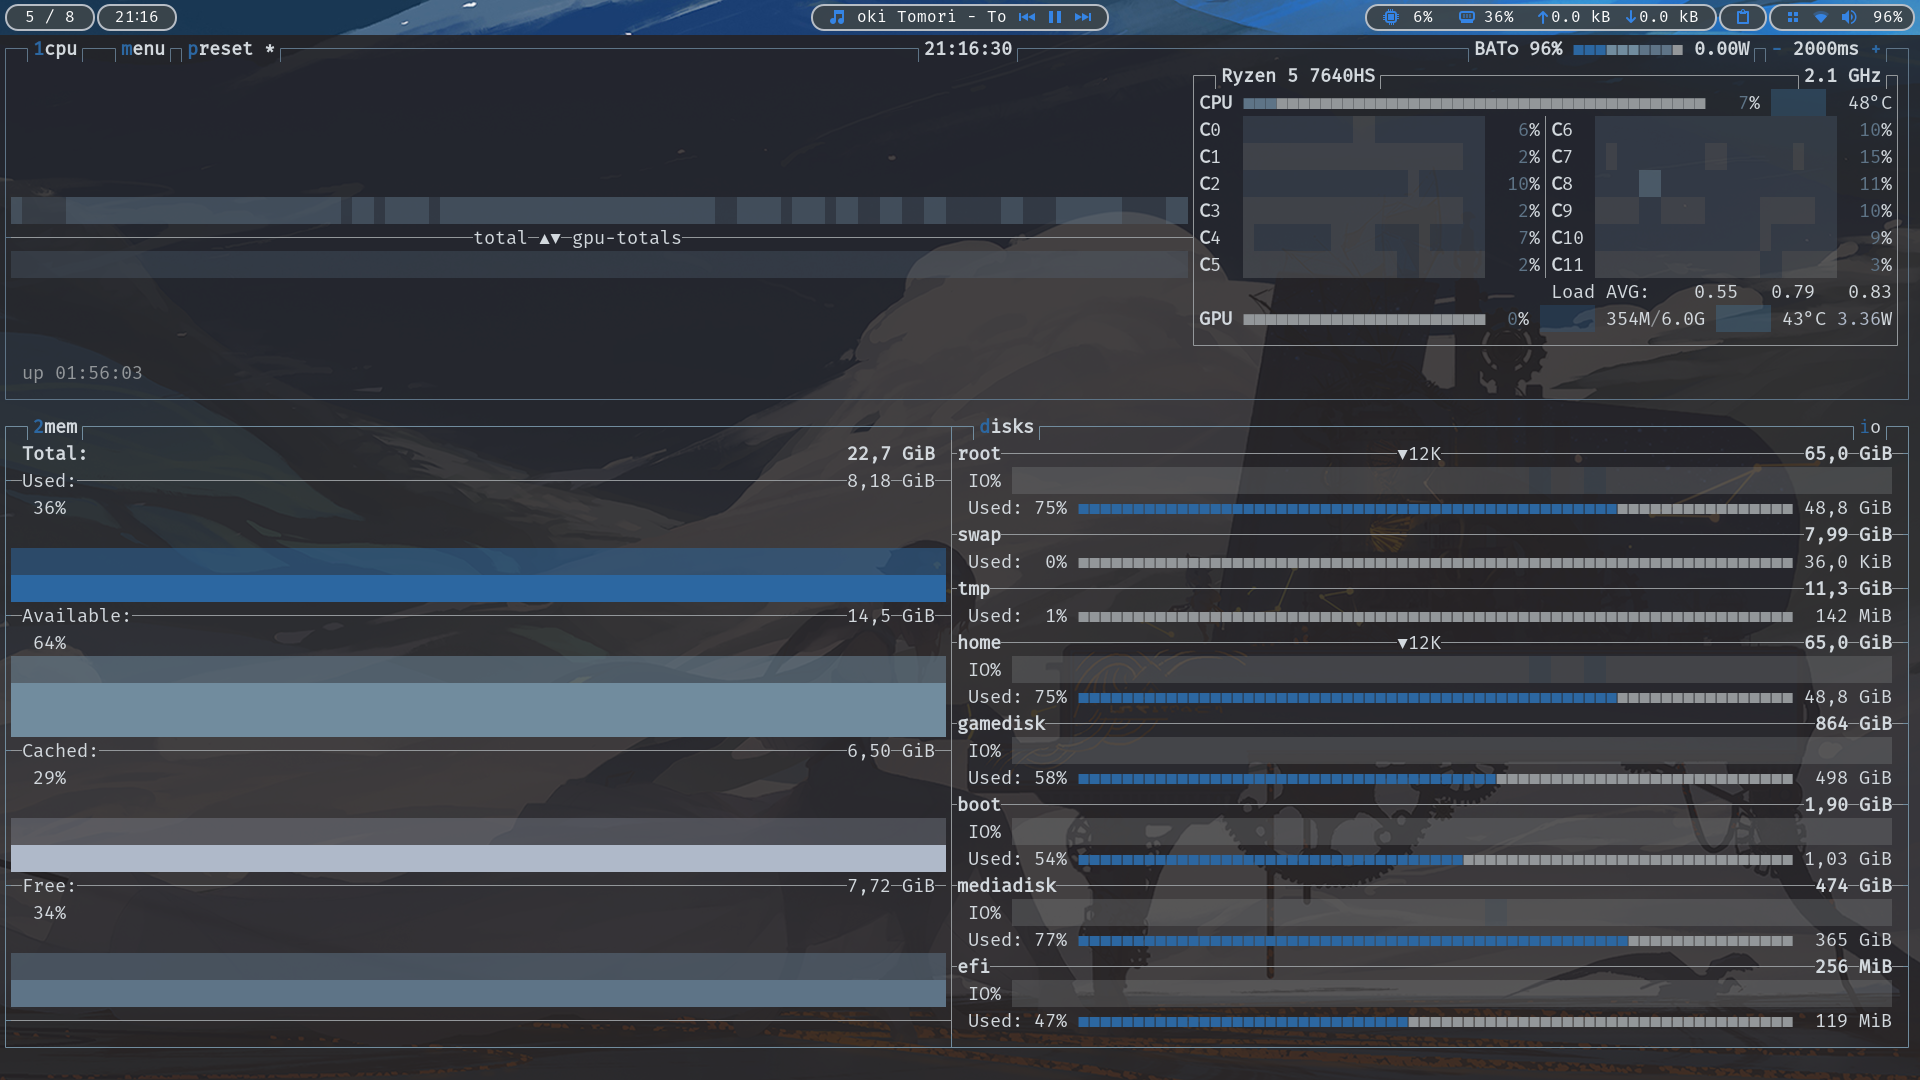 5 / 8 21:16 oki Tomori - To 6% 36% ↑0.0 kB ↓0.0 kB 96%
1cpu menu preset * 21:16:30 BAT0 96% 0.00W - 2000ms +
Ryzen 5 7640HS 2.1 GHz
CPU 7% 48°C
C0 6% C6 10%
C1 2% C7 15%
C2 10% C8 11%
C3 2% C9 10%
total ▲▼ gpu-totals
C4 7% C10 9%
C5 2% C11 3%
Load AVG: 0.55 0.79 0.83
GPU 0% 354M/6.0G 43°C 3.36W
up 01:56:03
2mem
Total: 22,7 GiB
Used: 8,18 GiB
36%
Available: 14,5 GiB
64%
Cached: 6,50 GiB
29%
Free: 7,72 GiB
34%
disks io
root ▼12K 65,0 GiB
IO%
Used: 75% 48,8 GiB
swap 7,99 GiB
Used: 0% 36,0 KiB
tmp 11,3 GiB
Used: 1% 142 MiB
home ▼12K 65,0 GiB
IO%
Used: 75% 48,8 GiB
gamedisk 864 GiB
IO%
Used: 58% 498 GiB
boot 1,90 GiB
IO%
Used: 54% 1,03 GiB
mediadisk 474 GiB
IO%
Used: 77% 365 GiB
efi 256 MiB
IO%
Used: 47% 119 MiB